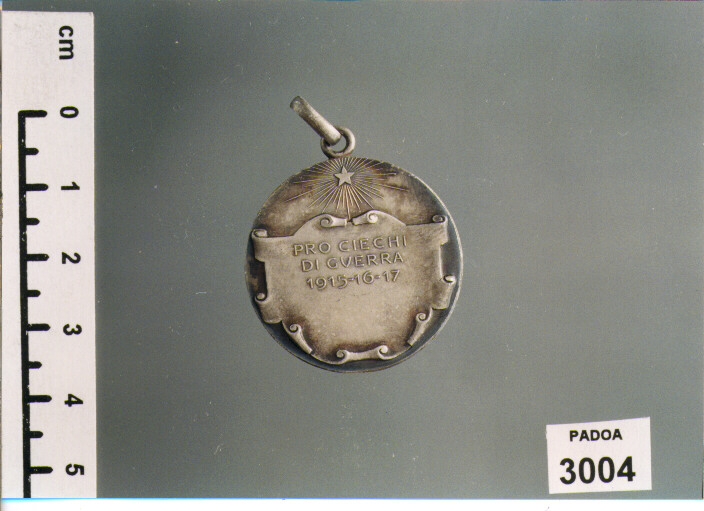 cm
0
1
2
3
4
5
PRO CIECHI
DI GVERRA
1915-16-17
PADOA
3004